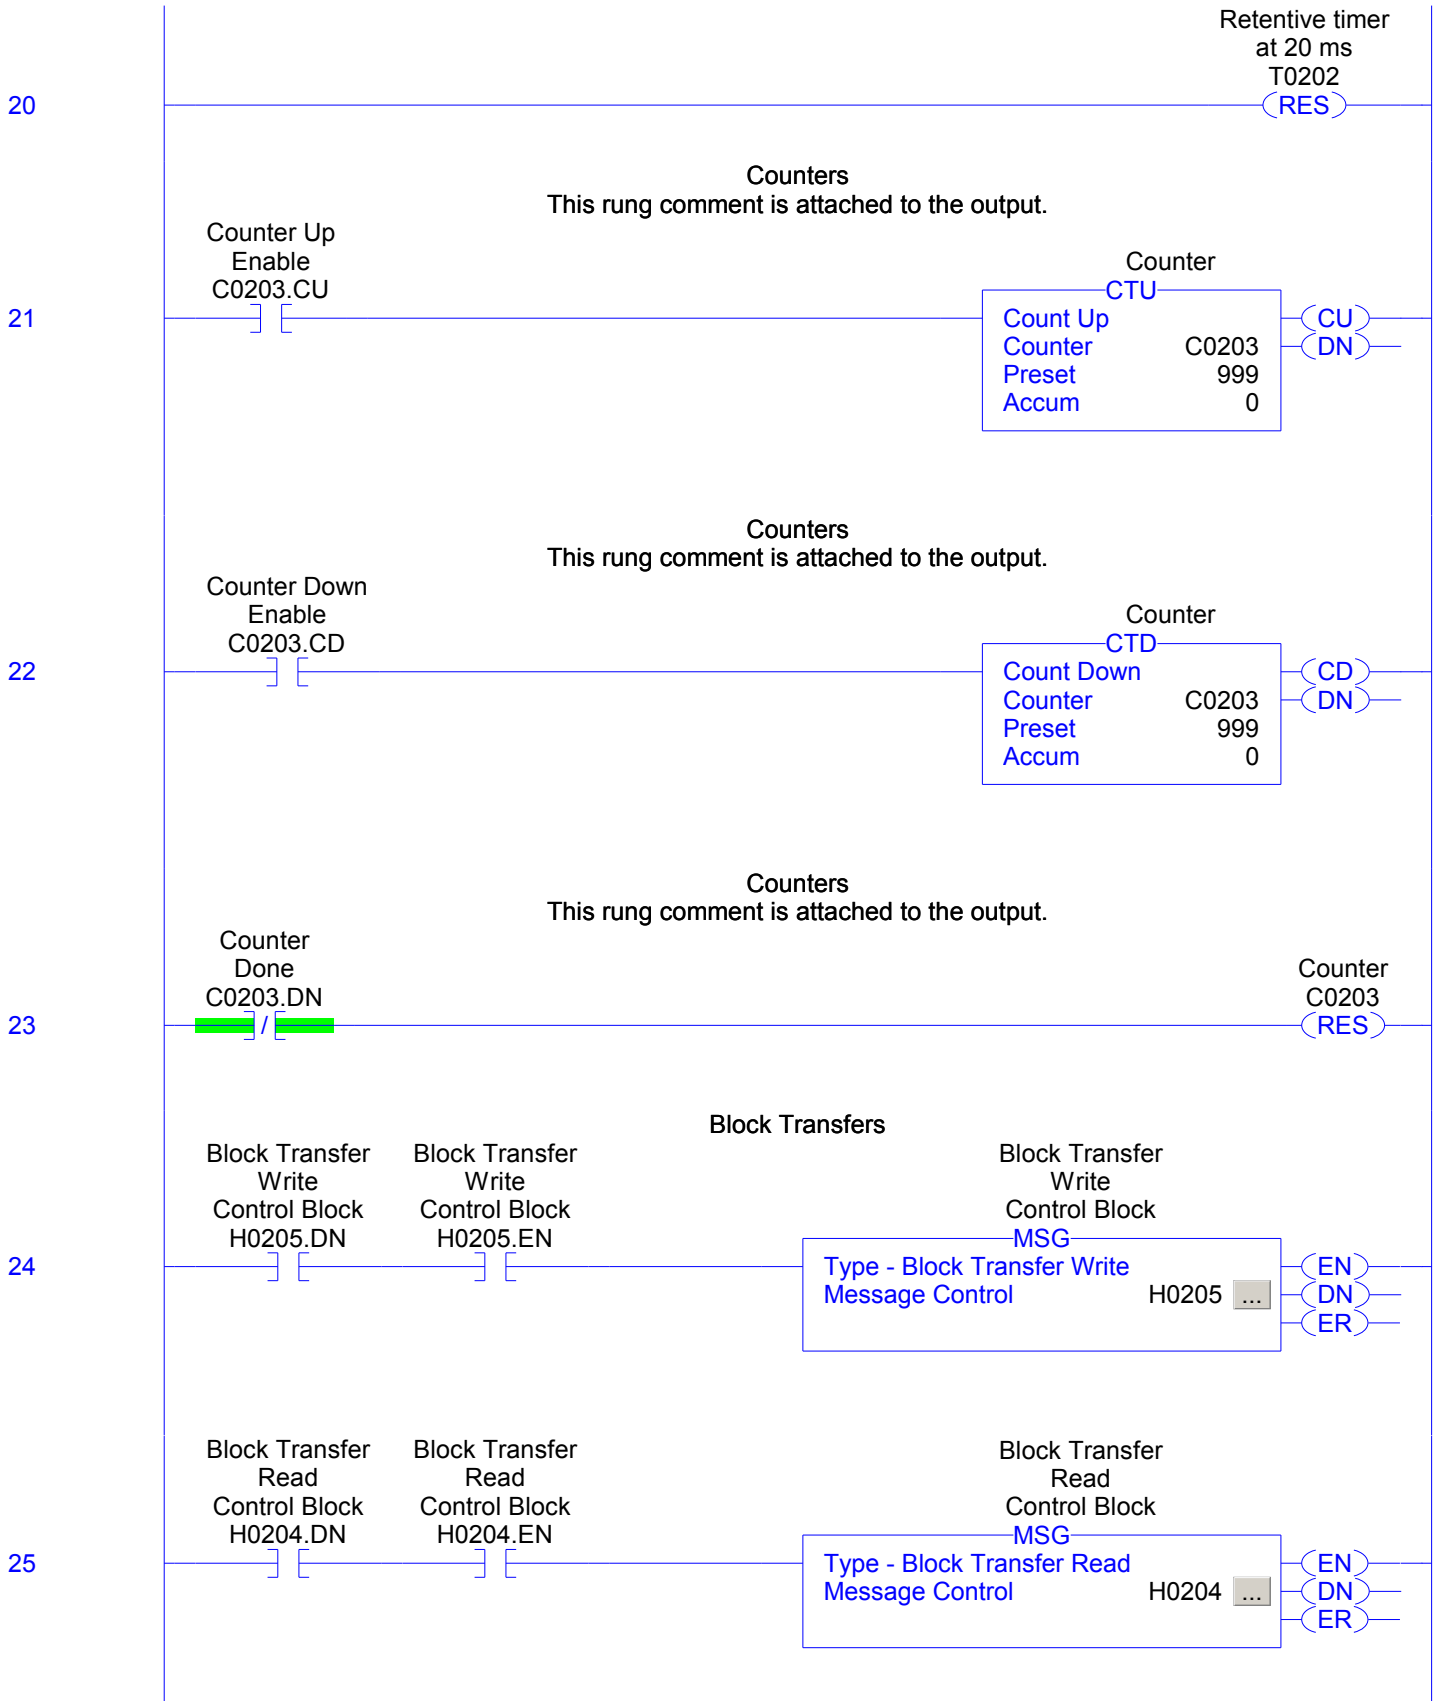 Retentive timer
at 20 ms
T0202
20
RES
Counters
This rung comment is attached to the output.
Counter Up
Enable
C0203.CU
Counter
CTU
21
Count Up
CU
Counter C0203
DN
Preset 999
Accum 0
Counters
This rung comment is attached to the output.
Counter Down
Enable
C0203.CD
Counter
CTD
22
Count Down
CD
Counter C0203
DN
Preset 999
Accum 0
Counters
This rung comment is attached to the output.
Counter
Done
C0203.DN
Counter
C0203
23
/
RES
Block Transfers
Block Transfer
Write
Control Block
H0205.DN
Block Transfer
Write
Control Block
H0205.EN
Block Transfer
Write
Control Block
MSG
24
Type - Block Transfer Write
EN
Message Control H0205 ...
DN
ER
Block Transfer
Read
Control Block
H0204.DN
Block Transfer
Read
Control Block
H0204.EN
Block Transfer
Read
Control Block
MSG
25
Type - Block Transfer Read
EN
Message Control H0204 ...
DN
ER